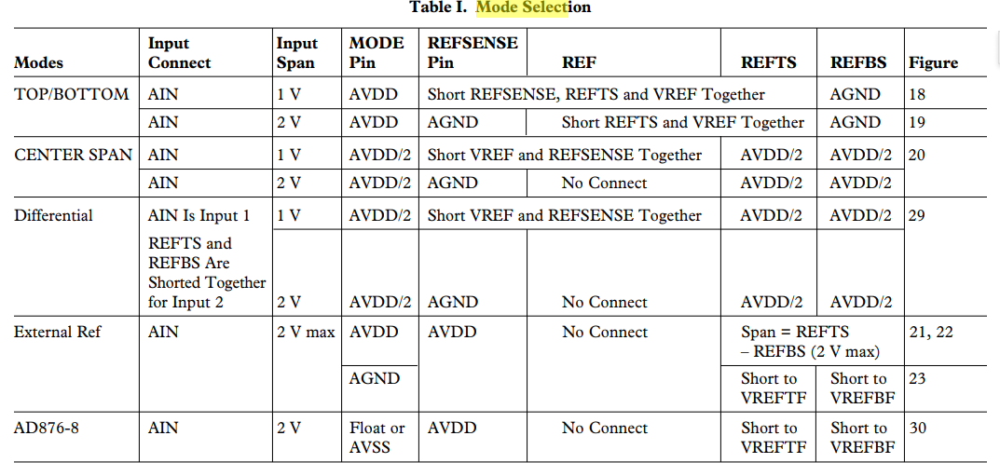 Table I. Mode Selection
Input Input MODE REFSENSE
Modes Connect Span Pin Pin REF REFTS REFBS Figure
TOP/BOTTOM AIN 1 V AVDD Short REFSENSE, REFTS and VREF Together AGND 18
AIN 2 V AVDD AGND Short REFTS and VREF Together AGND 19
CENTER SPAN AIN 1 V AVDD/2 Short VREF and REFSENSE Together AVDD/2 AVDD/2 20
AIN 2 V AVDD/2 AGND No Connect AVDD/2 AVDD/2
Differential AIN Is Input 1 1 V AVDD/2 Short VREF and REFSENSE Together AVDD/2 AVDD/2 29
REFTS and
REFBS Are
Shorted Together
for Input 2 2 V AVDD/2 AGND No Connect AVDD/2 AVDD/2
External Ref AIN 2 V max AVDD AVDD No Connect Span = REFTS 21, 22
– REFBS (2 V max)
AGND Short to Short to 23
VREFTF VREFBF
AD876-8 AIN 2 V Float or AVDD No Connect Short to Short to 30
AVSS VREFTF VREFBF